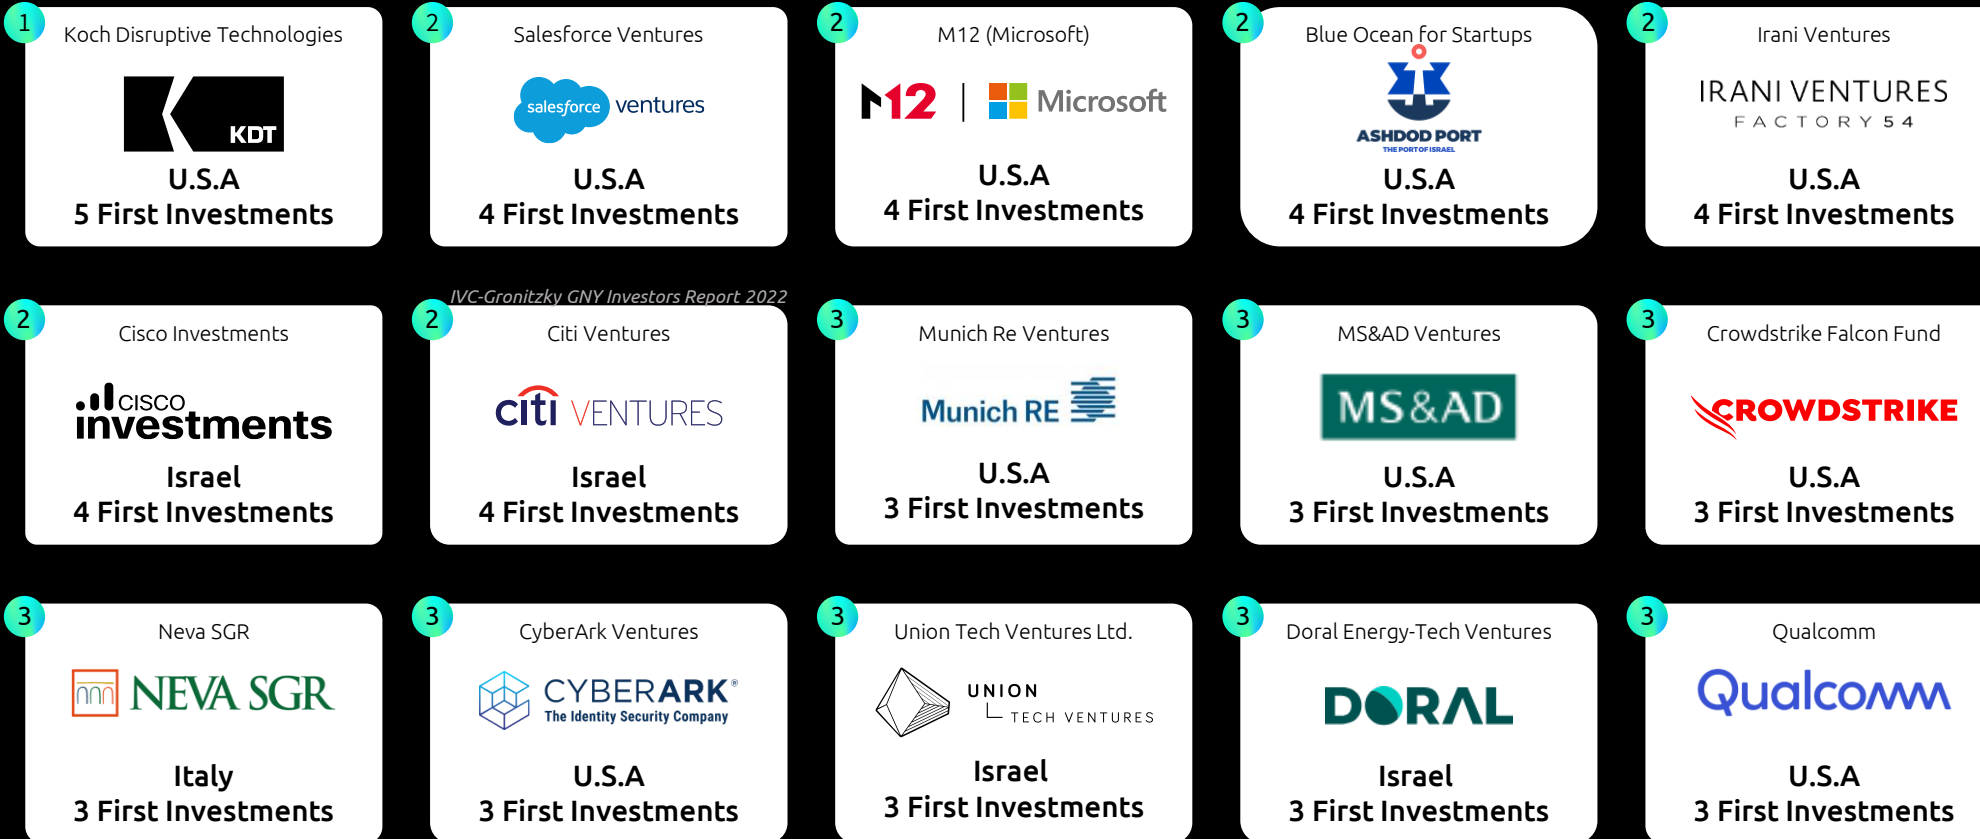 1
Koch Disruptive Technologies
KDT
U.S.A
5 First Investments
2
Salesforce Ventures
salesforce ventures
U.S.A
4 First Investments
2
M12 (Microsoft)
M12 | Microsoft
U.S.A
4 First Investments
2
Blue Ocean for Startups
ASHDOD PORT
THE PORT OF ISRAEL
U.S.A
4 First Investments
2
Irani Ventures
IRANI VENTURES
FACTORY 54
U.S.A
4 First Investments
IVC-Gronitzky GNY Investors Report 2022
2
Cisco Investments
CISCO
investments
Israel
4 First Investments
2
Citi Ventures
citi VENTURES
Israel
4 First Investments
3
Munich Re Ventures
Munich RE
U.S.A
3 First Investments
3
MS&AD Ventures
MS&AD
U.S.A
3 First Investments
3
Crowdstrike Falcon Fund
CROWDSTRIKE
U.S.A
3 First Investments
3
Neva SGR
NEVA SGR
Italy
3 First Investments
3
CyberArk Ventures
CYBERARK®
The Identity Security Company
U.S.A
3 First Investments
3
Union Tech Ventures Ltd.
UNION
TECH VENTURES
Israel
3 First Investments
3
Doral Energy-Tech Ventures
DORAL
Israel
3 First Investments
3
Qualcomm
Qualcomm
U.S.A
3 First Investments